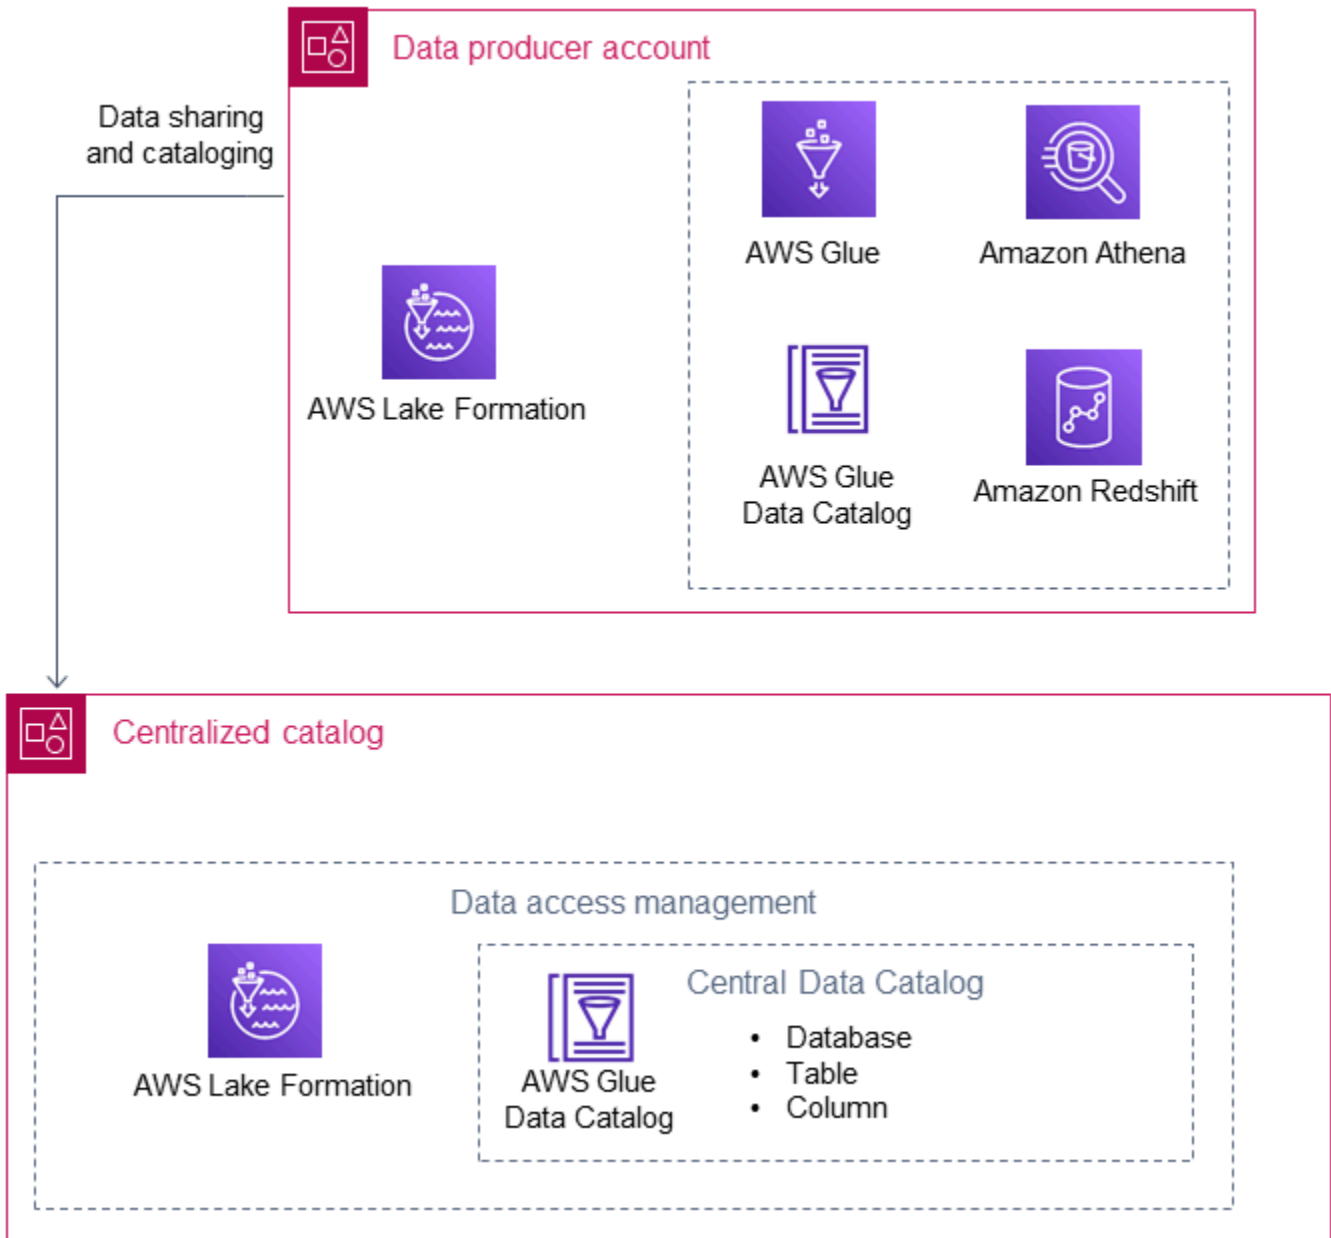 Data producer account
Data sharing
and cataloging
AWS Glue
Amazon Athena
AWS Lake Formation
AWS Glue
Data Catalog
Amazon Redshift
Centralized catalog
Data access management
Central Data Catalog
• Database
• Table
• Column
AWS Lake Formation
AWS Glue
Data Catalog